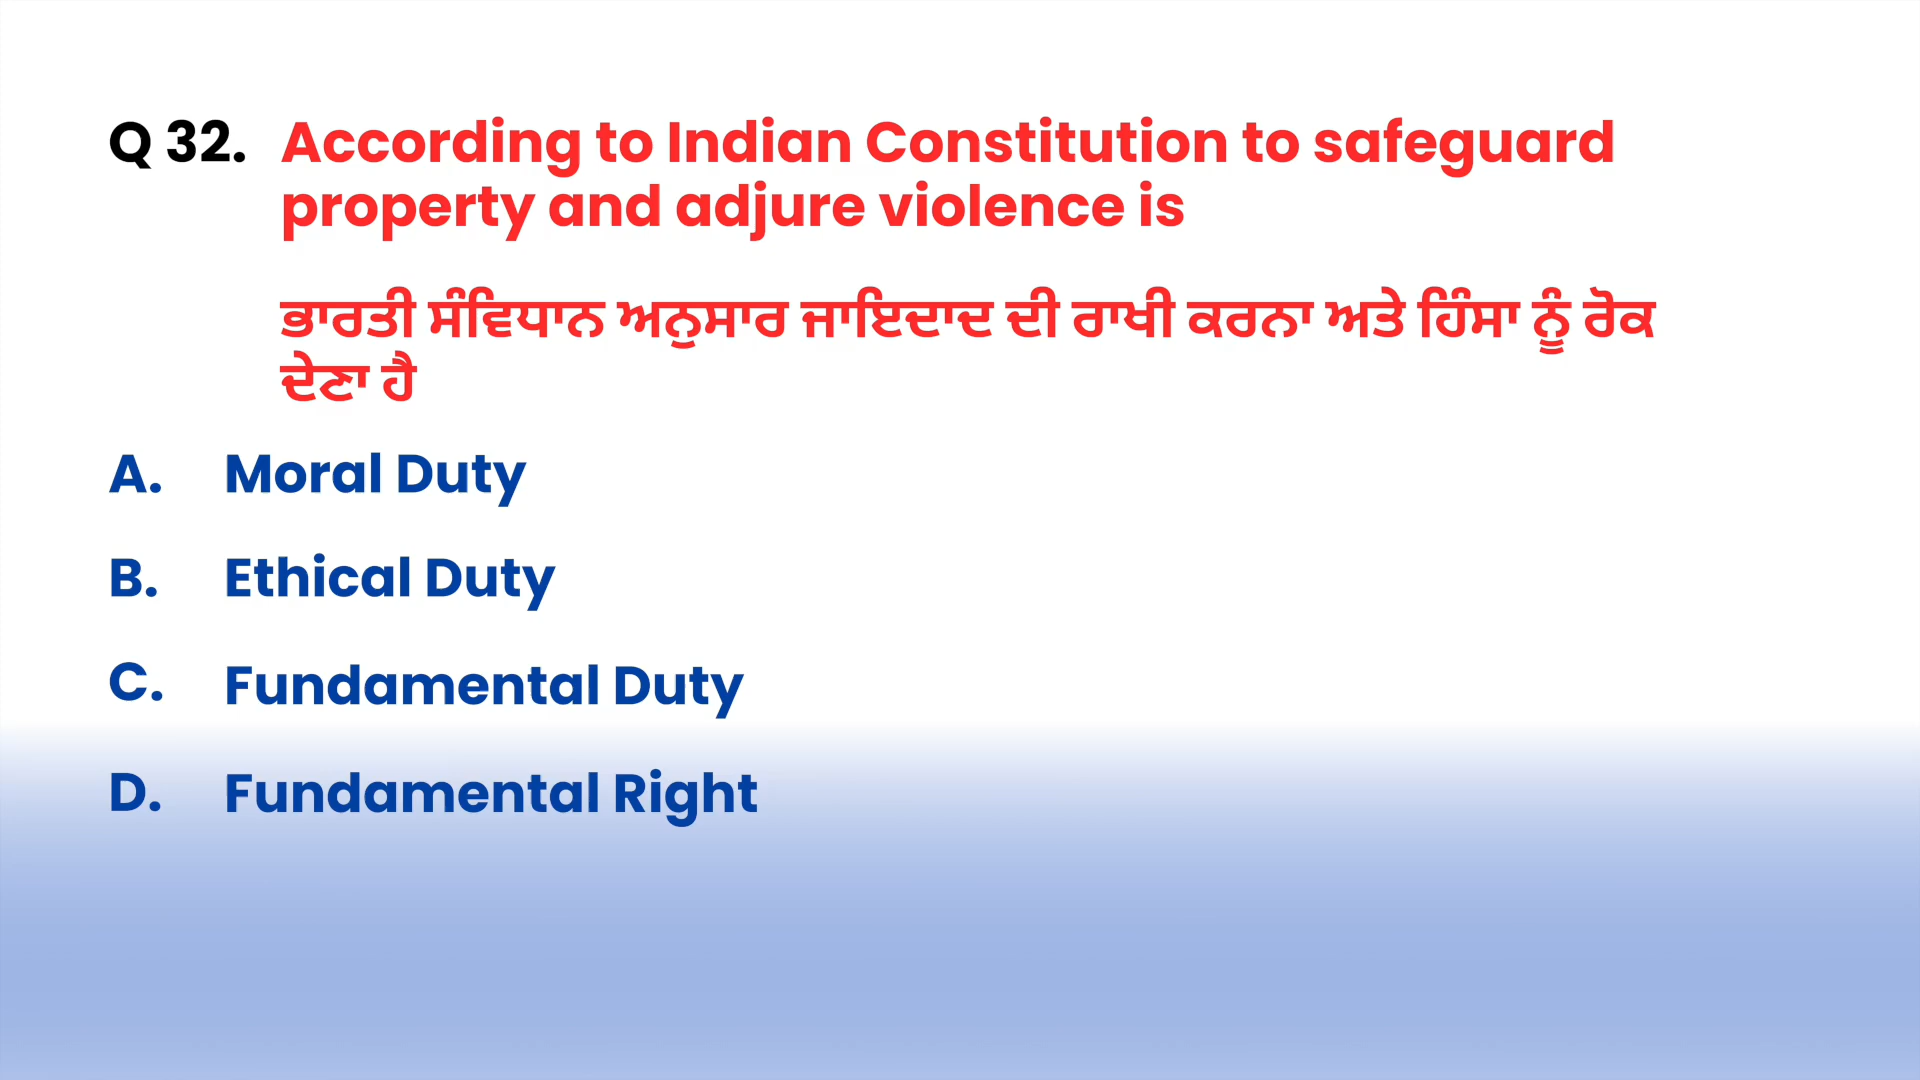 Q 32. According to Indian Constitution to safeguard
property and adjure violence is
ਭਾਰਤੀ ਸੰਵਿਧਾਨ ਅਨੁਸਾਰ ਜਾਇਦਾਦ ਦੀ ਰਾਖੀ ਕਰਨਾ ਅਤੇ ਹਿੰਸਾ ਨੂੰ ਰੋਕ
ਦੇਣਾ ਹੈ
A. Moral Duty
B. Ethical Duty
C. Fundamental Duty
D. Fundamental Right